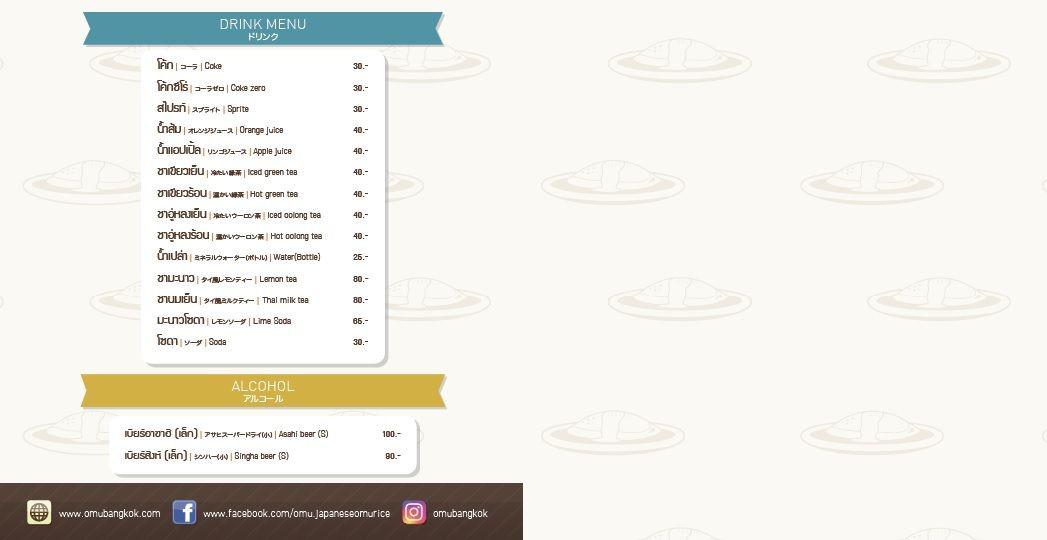 DRINK MENU
ドリンク
โค้ก | コーラ | Coke 30.-
โค้กซีโร่ | コーラゼロ | Coke zero 30.-
สไปรท์ | スプライト | Sprite 30.-
น้ำส้ม | オレンジジュース | Orange juice 40.-
น้ำแอปเปิ้ล | リンゴジュース | Apple juice 40.-
ชาเขียวเย็น | 冷たい緑茶 | Iced green tea 40.-
ชาเขียวร้อน | 温かい緑茶 | Hot green tea 40.-
ชาอู่หลงเย็น | 冷たいウーロン茶 | Iced oolong tea 40.-
ชาอู่หลงร้อน | 温かいウーロン茶 | Hot oolong tea 40.-
น้ำเปล่า | ミネラルウォーター(ボトル) | Water(Bottle) 25.-
ชามะนาว | タイ風レモンティー | Lemon tea 80.-
ชานมเย็น | タイ風ミルクティー | Thai milk tea 80.-
มะนาวโซดา | レモンソーダ | Lime Soda 65.-
โซดา | ソーダ | Soda 30.-
ALCOHOL
アルコール
เบียร์อาซาฮิ (เล็ก) | アサヒスーパードライ(小) | Asahi beer (S) 100.-
เบียร์สิงห์ (เล็ก) | シンハー(小) | Singha beer (S) 90.-
www.omubangkok.com www.facebook.com/omu.japaneseomurice omubangkok